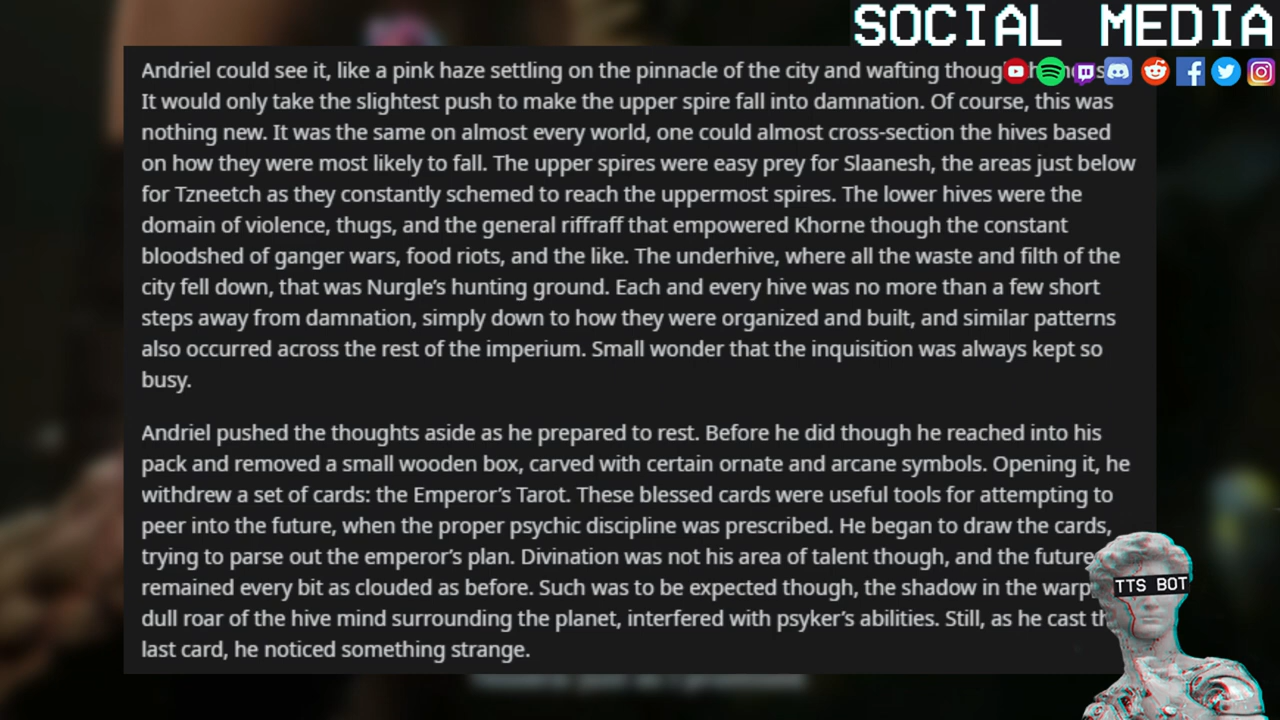 SOCIAL MEDIA
Andriel could see it, like a pink haze settling on the pinnacle of the city and wafting
It would only take the slightest push to make the upper spire fall into damnation. Of course, this was
nothing new. It was the same on almost every world, one could almost cross-section the hives based
on how they were most likely to fall. The upper spires were easy prey for Slaanesh, the areas just below
for Tzneetch as they constantly schemed to reach the uppermost spires. The lower hives were the
domain of violence, thugs, and the general riffraff that empowered Khorne though the constant
bloodshed of ganger wars, food riots, and the like. The underhive, where all the waste and filth of the
city fell down, that was Nurgle’s hunting ground. Each and every hive was no more than a few short
steps away from damnation, simply down to how they were organized and built, and similar patterns
also occurred across the rest of the imperium. Small wonder that the inquisition was always kept so
busy.
Andriel pushed the thoughts aside as he prepared to rest. Before he did though he reached into his
pack and removed a small wooden box, carved with certain ornate and arcane symbols. Opening it, he
withdrew a set of cards: the Emperor’s Tarot. These blessed cards were useful tools for attempting to
peer into the future, when the proper psychic discipline was prescribed. He began to draw the cards,
trying to parse out the emperor’s plan. Divination was not his area of talent though, and the future
remained every bit as clouded as before. Such was to be expected though, the shadow in the warp
dull roar of the hive mind surrounding the planet, interfered with psyker’s abilities. Still, as he cast
last card, he noticed something strange.
TTS BOT